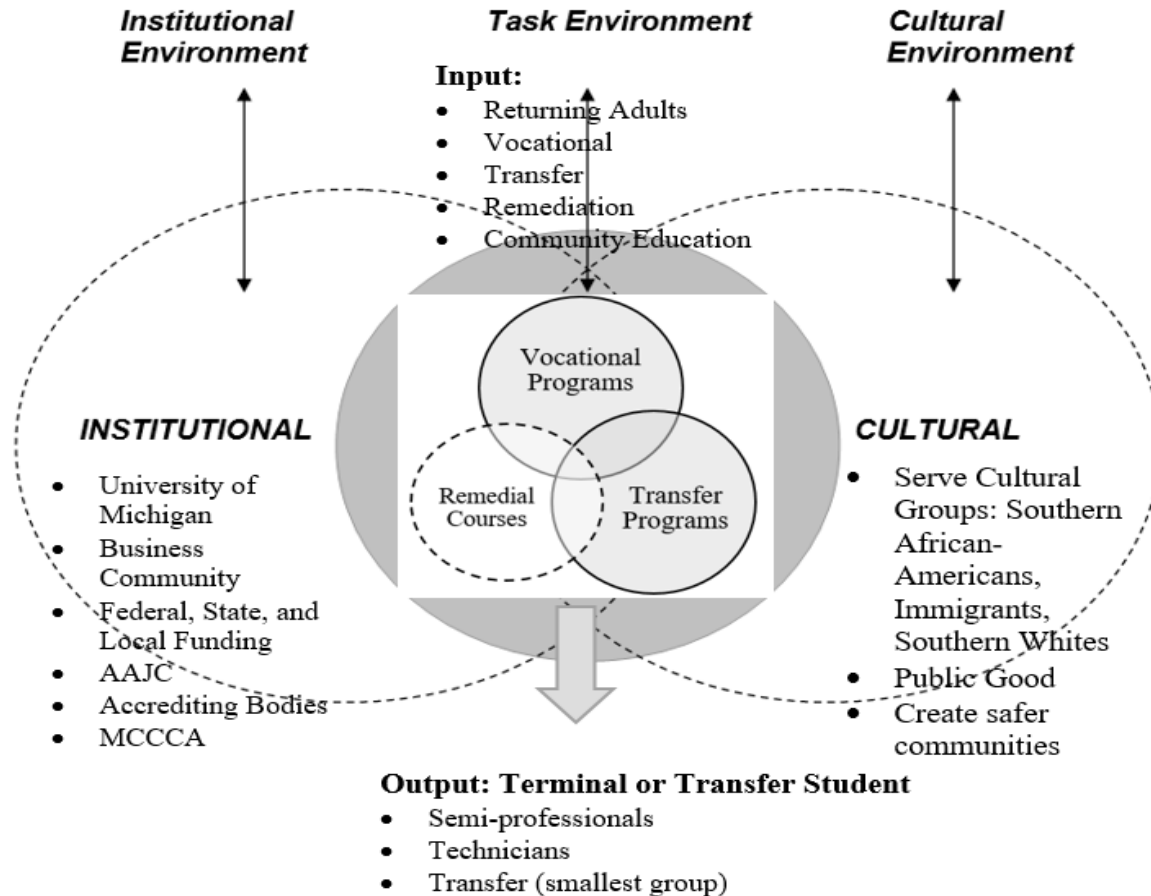 Institutional
Environment
Task Environment
Cultural
Environment
Input:
• Returning Adults
• Vocational
• Transfer
• Remediation
• Community Education
Vocational
Programs
Remedial
Courses
Transfer
Programs
INSTITUTIONAL
• University of
Michigan
• Business
Community
• Federal, State, and
Local Funding
• AAJC
• Accrediting Bodies
• MCCCA
CULTURAL
• Serve Cultural
Groups: Southern
African-
Americans,
Immigrants,
Southern Whites
• Public Good
• Create safer
communities
Output: Terminal or Transfer Student
• Semi-professionals
• Technicians
• Transfer (smallest group)